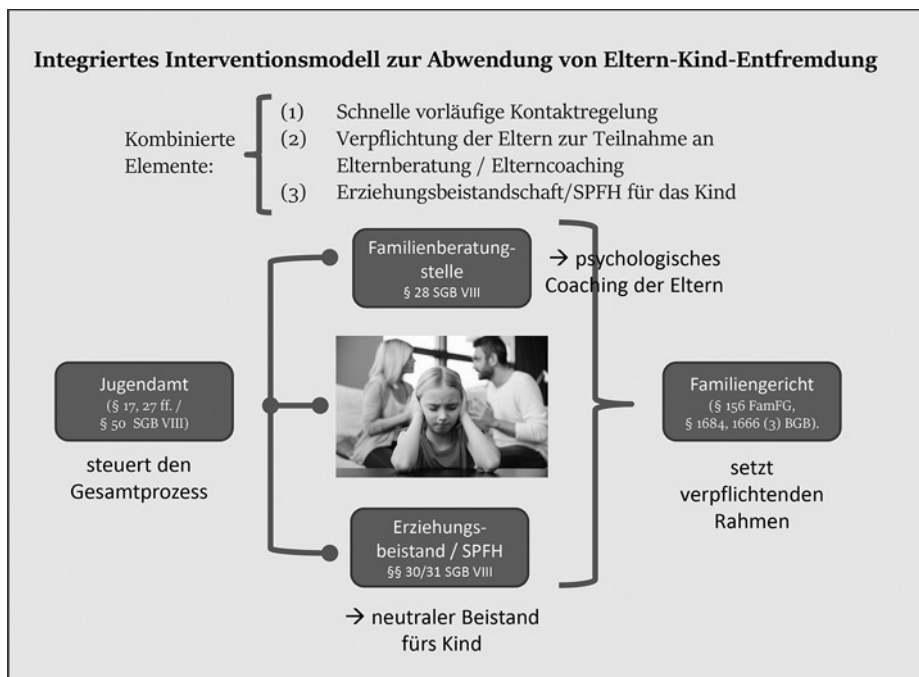 Integriertes Interventionsmodell zur Abwendung von Eltern-Kind-Entfremdung
Kombinierte
Elemente:
(1) Schnelle vorläufige Kontaktregelung
(2) Verpflichtung der Eltern zur Teilnahme an
Elternberatung / Elterncoaching
(3) Erziehungsbeistandschaft/SPFH für das Kind
Familienberatung-
stelle
§ 28 SGB VIII
→ psychologisches
Coaching der Eltern
Jugendamt
(§ 17, 27 ff. /
§ 50 SGB VIII)
steuert den
Gesamtprozess
Familiengericht
(§ 156 FamFG,
§ 1684, 1666 (3) BGB).
setzt
verpflichtenden
Rahmen
Erziehungs-
beistand / SPFH
§§ 30/31 SGB VIII
→ neutraler Beistand
fürs Kind